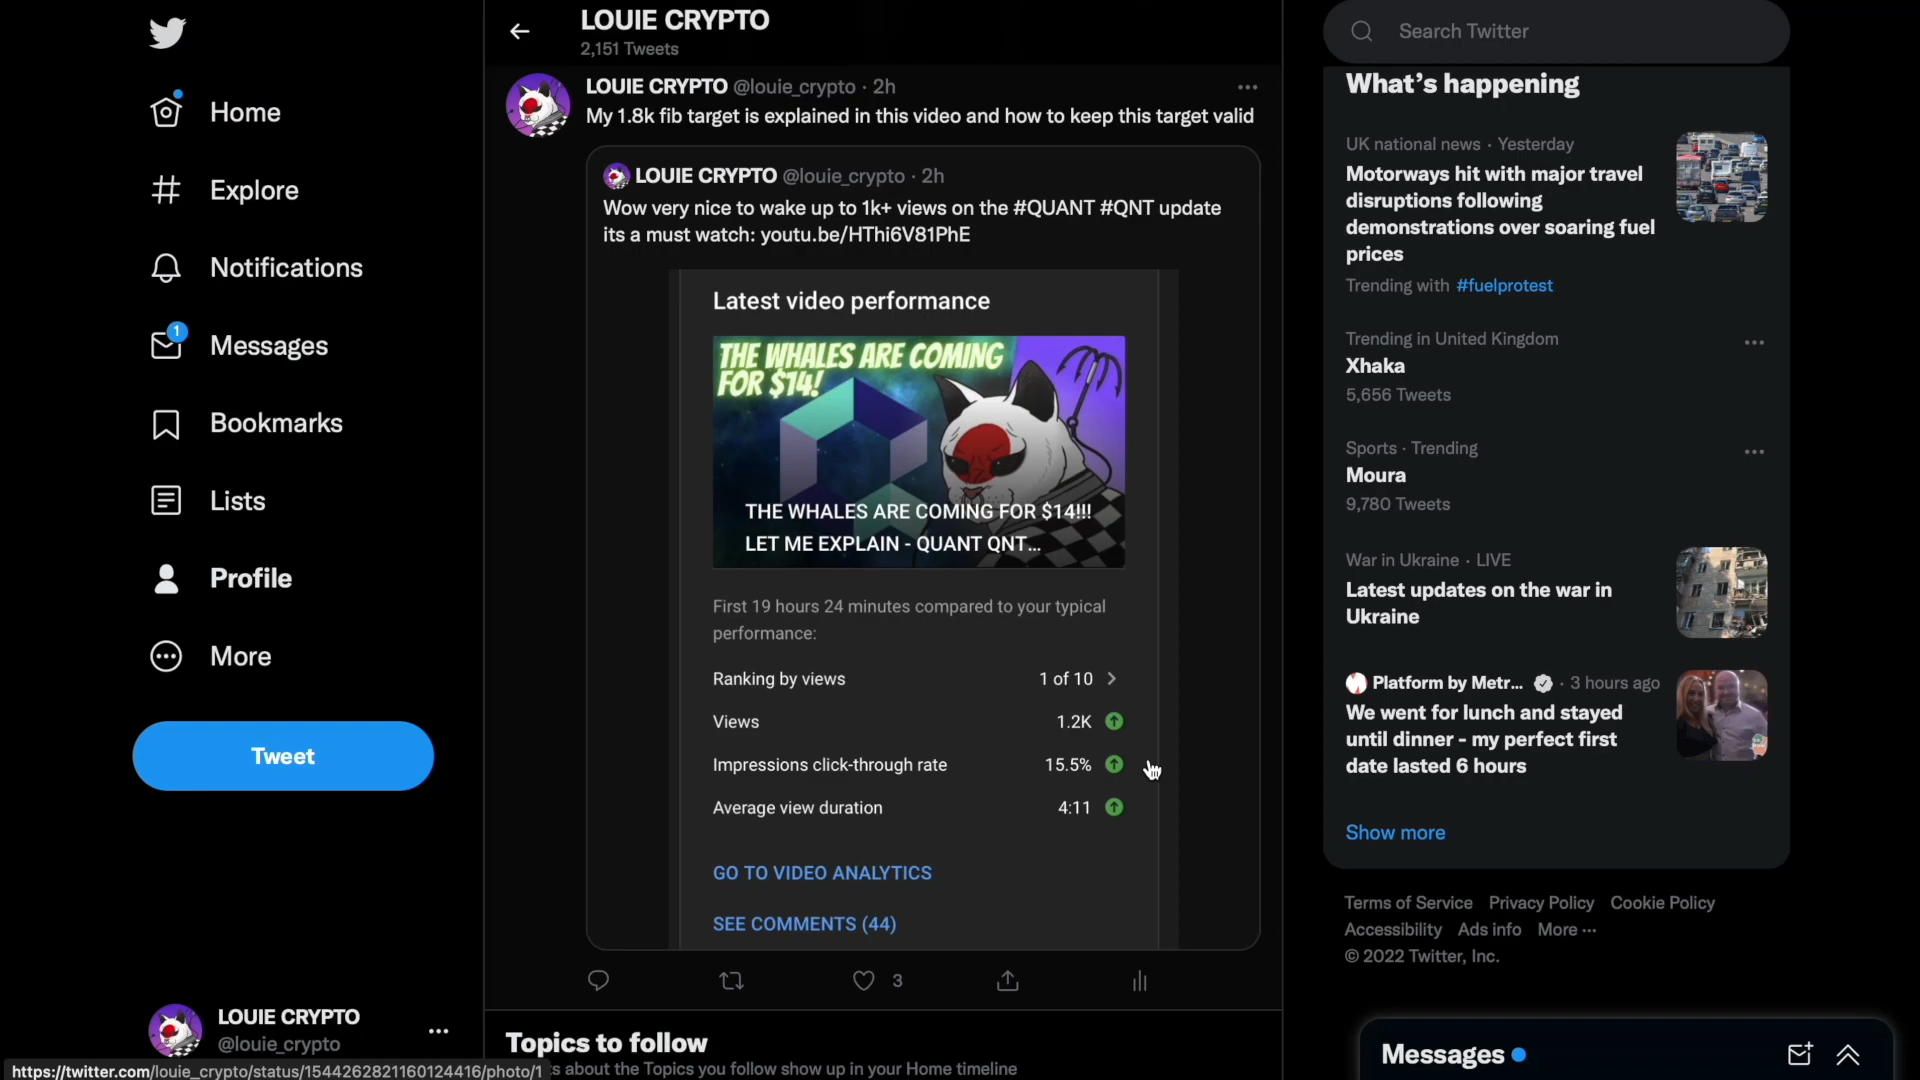 Home
Explore
Notifications
1
Messages
Bookmarks
Lists
Profile
More
Tweet
LOUIE CRYPTO
@louie_crypto
https://twitter.com/louie_crypto/status/1544262821160124416/photo/1
LOUIE CRYPTO
2,151 Tweets
LOUIE CRYPTO @louie_crypto · 2h
My 1.8k fib target is explained in this video and how to keep this target valid
LOUIE CRYPTO @louie_crypto · 2h
Wow very nice to wake up to 1k+ views on the #QUANT #QNT update
its a must watch: youtu.be/HThi6V81PhE
Latest video performance
THE WHALES ARE COMING
FOR $14!
THE WHALES ARE COMING FOR $14!!!
LET ME EXPLAIN - QUANT QNT...
First 19 hours 24 minutes compared to your typical
performance:
Ranking by views 1 of 10
Views 1.2K
Impressions click-through rate 15.5%
Average view duration 4:11
GO TO VIDEO ANALYTICS
SEE COMMENTS (44)
3
Topics to follow
s about the Topics you follow show up in your Home timeline
Search Twitter
What's happening
UK national news · Yesterday
Motorways hit with major travel
disruptions following
demonstrations over soaring fuel
prices
Trending with #fuelprotest
Trending in United Kingdom
Xhaka
5,656 Tweets
Sports · Trending
Moura
9,780 Tweets
War in Ukraine · LIVE
Latest updates on the war in
Ukraine
Platform by Metr... · 3 hours ago
We went for lunch and stayed
until dinner – my perfect first
date lasted 6 hours
Show more
Terms of Service Privacy Policy Cookie Policy
Accessibility Ads info More ···
© 2022 Twitter, Inc.
Messages